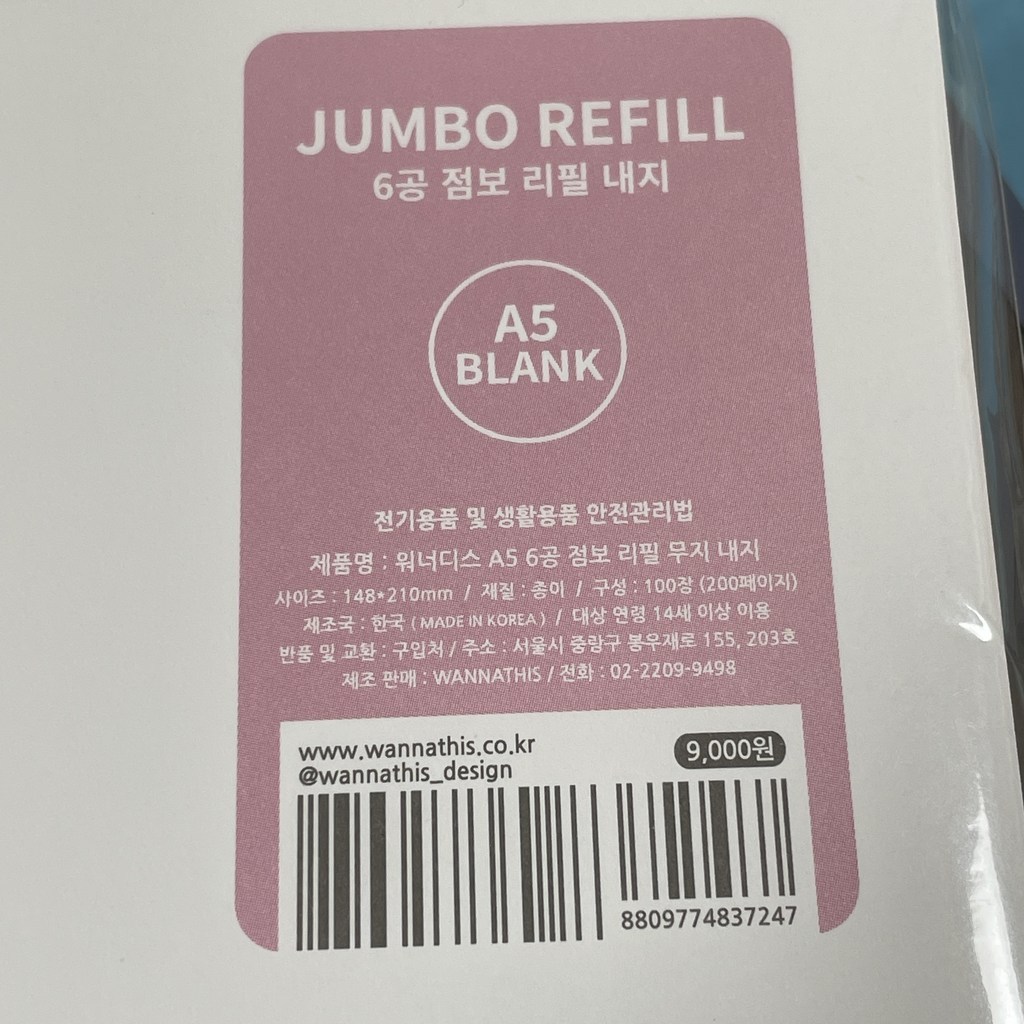 JUMBO REFILL
6공 점보 리필 내지
A5
BLANK
전기용품 및 생활용품 안전관리법
제품명 : 워너디스 A5 6공 점보 리필 무지 내지
사이즈 : 148*210mm / 재질 : 종이 / 구성 : 100장 (200페이지)
제조국 : 한국 ( MADE IN KOREA ) / 대상 연령 14세 이상 이용
반품 및 교환 : 구입처 / 주소 : 서울시 중랑구 봉우재로 155, 203호
제조 판매 : WANNATHIS / 전화 : 02-2209-9498
www.wannathis.co.kr
@wannathis_design
9,000원
8809774837247